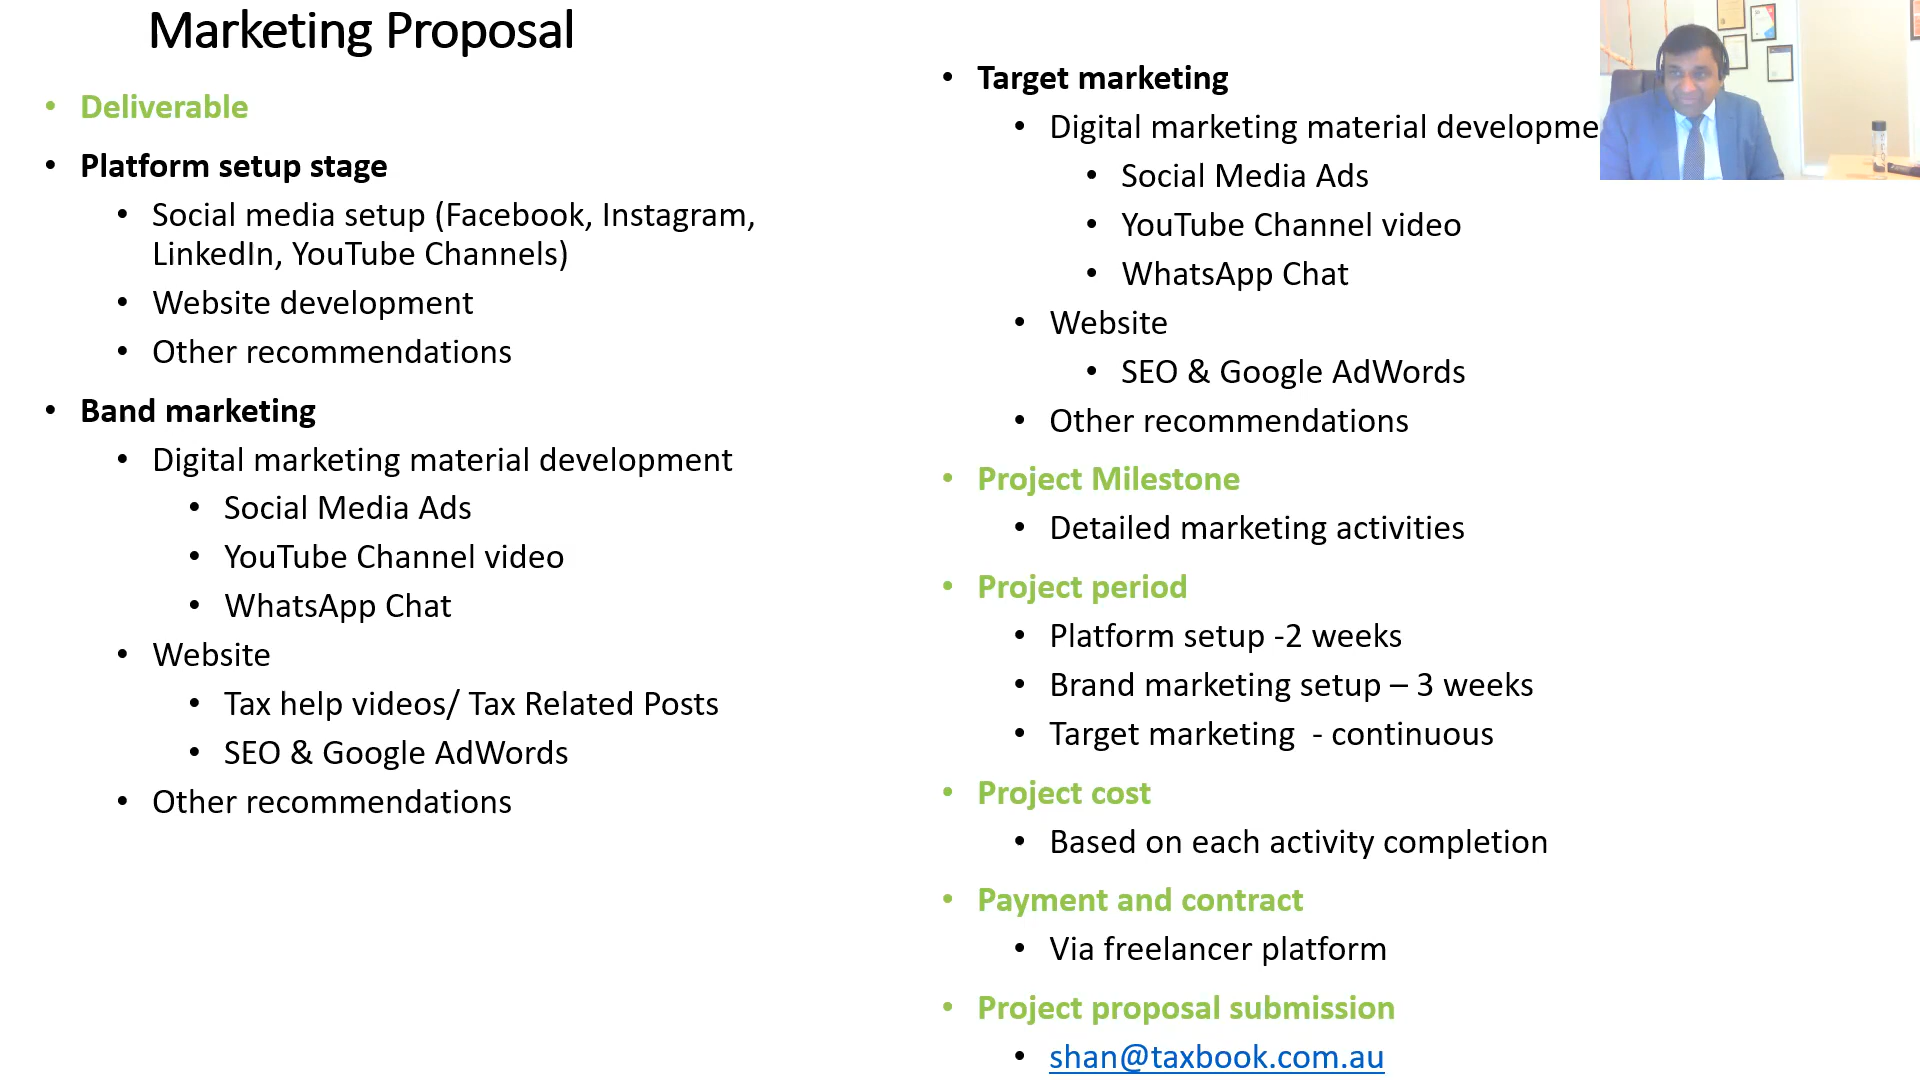 Marketing Proposal
• Deliverable
• Platform setup stage
• Social media setup (Facebook, Instagram,
LinkedIn, YouTube Channels)
• Website development
• Other recommendations
• Band marketing
• Digital marketing material development
• Social Media Ads
• YouTube Channel video
• WhatsApp Chat
• Website
• Tax help videos/ Tax Related Posts
• SEO & Google AdWords
• Other recommendations
• Target marketing
• Digital marketing material developme
• Social Media Ads
• YouTube Channel video
• WhatsApp Chat
• Website
• SEO & Google AdWords
• Other recommendations
• Project Milestone
• Detailed marketing activities
• Project period
• Platform setup -2 weeks
• Brand marketing setup – 3 weeks
• Target marketing  - continuous
• Project cost
• Based on each activity completion
• Payment and contract
• Via freelancer platform
• Project proposal submission
• shan@taxbook.com.au